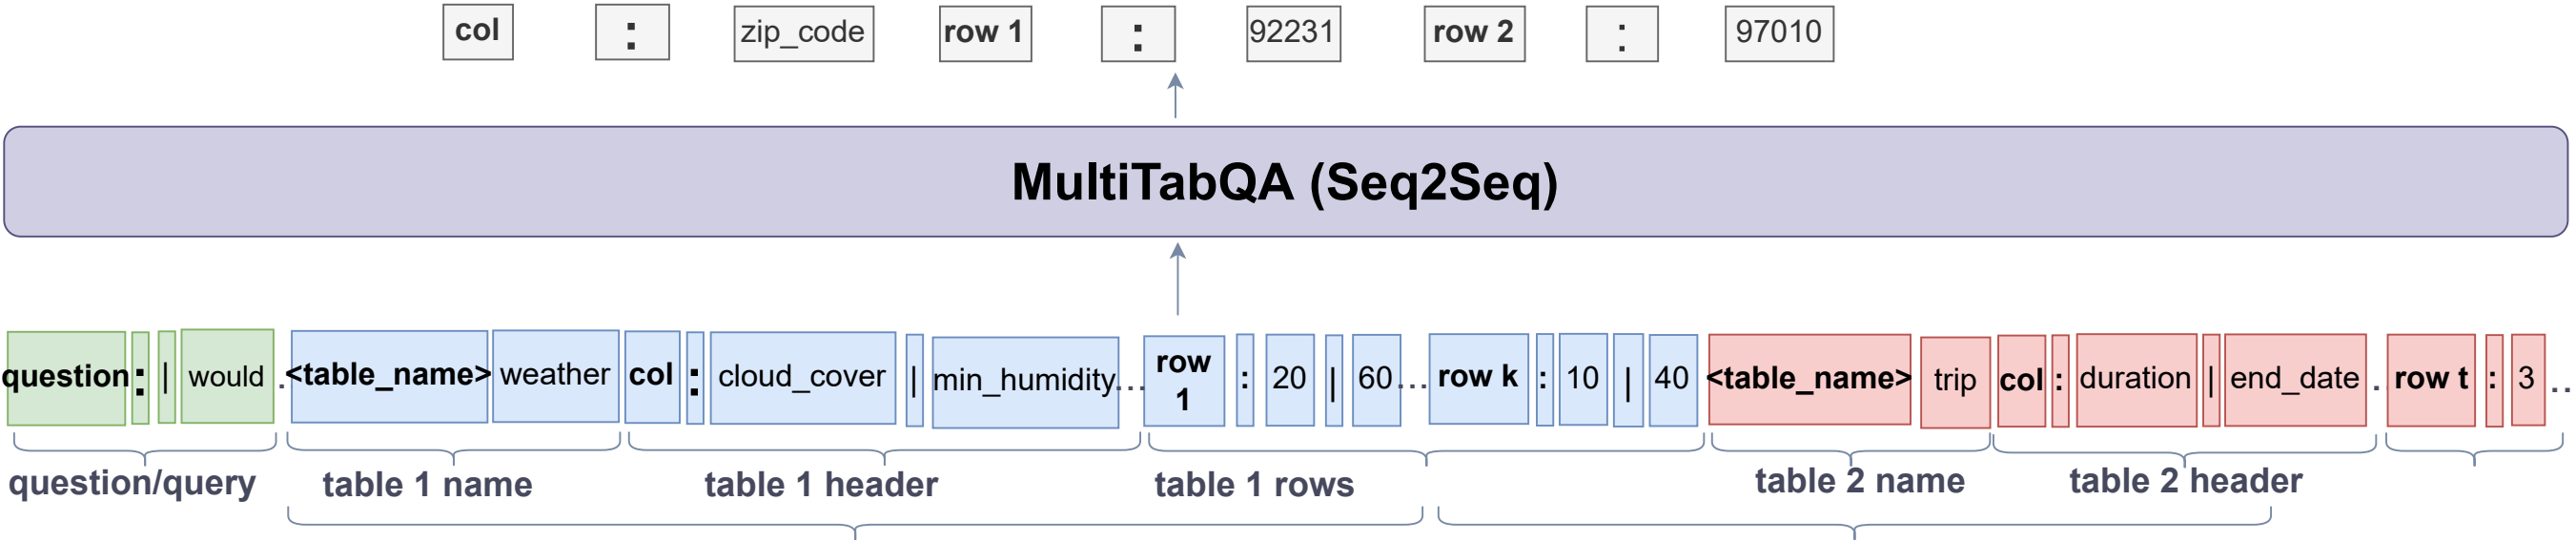 col : zip_code row 1 : 92231 row 2 : 97010
MultiTabQA (Seq2Seq)
question : | would . <table_name> weather col : cloud_cover | min_humidity ... row 1 : 20 | 60 ... row k : 10 | 40 <table_name> trip col : duration | end_date . row t : 3 ..
question/query table 1 name table 1 header table 1 rows table 2 name table 2 header